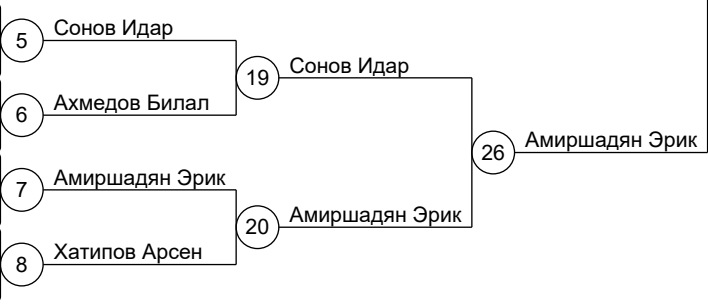 5 Сонов Идар
19 Сонов Идар
6 Ахмедов Билал
26 Амиршадян Эрик
7 Амиршадян Эрик
20 Амиршадян Эрик
8 Хатипов Арсен